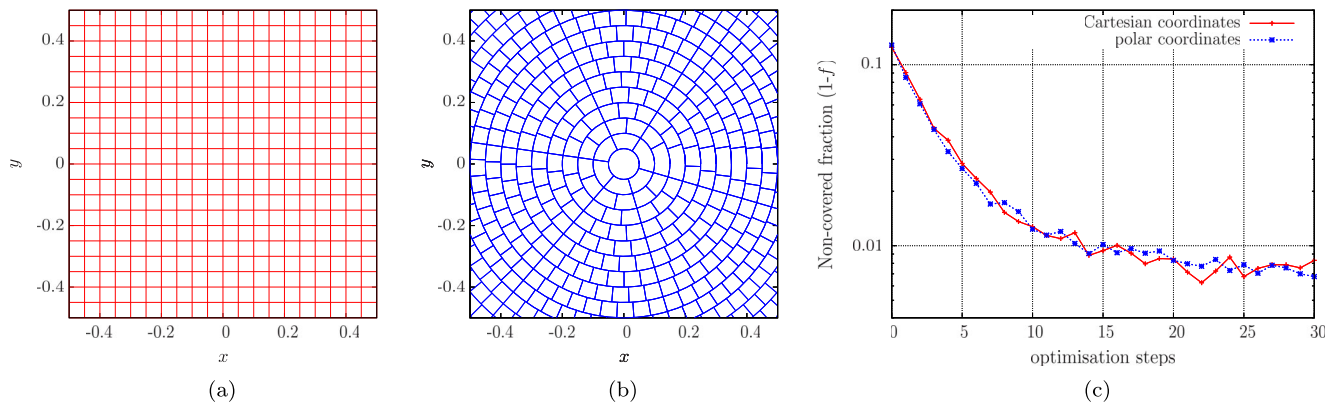 0.4
0.2
0
-0.2
-0.4
y
-0.4 -0.2 0 0.2 0.4
x
(a)
0.4
0.2
0
-0.2
-0.4
y
-0.4 -0.2 0 0.2 0.4
x
(b)
Cartesian coordinates
polar coordinates
0.1
0.01
Non-covered fraction (1-f)
0 5 10 15 20 25 30
optimisation steps
(c)